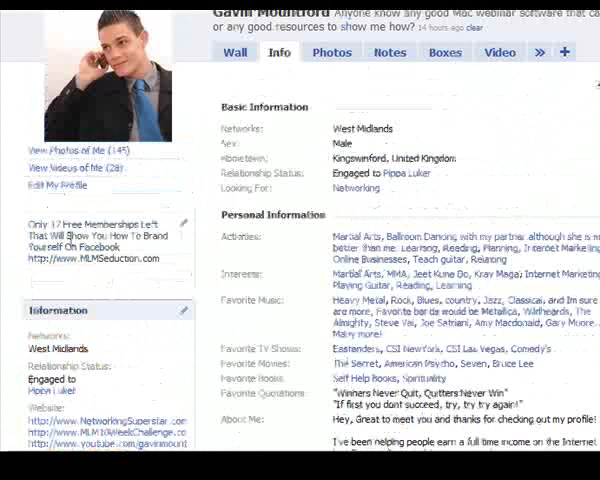 Gavin Mountford Anyone know any good Mac webinar software that ca
or any good resources to show me how? 14 hours ago clear
Wall Info Photos Notes Boxes Video » +
View Photos of Me (145)
View Videos of Me (28)
Edit My Profile
Only 17 Free Memberships Left
That Will Show You How To Brand
Yourself On Facebook
http://www.MLMSeduction.com
Information
Networks:
West Midlands
Relationship Status:
Engaged to
Pippa Luker
Website:
http://www.NetworkingSuperstar.com
http://www.MLM10WeekChallenge.co
http://www.youtube.com/gavinmount
Basic Information
Networks: West Midlands
Sex: Male
Hometown: Kingswinford, United Kingdom
Relationship Status: Engaged to Pippa Luker
Looking For: Networking
Personal Information
Activities: Martial Arts, Ballroom Dancing with my partner although she is m
better than me. Learning, Reading, Planning, Internet Marketing
Online Businesses, Teach guitar, Relaxing
Interests: Martial Arts, MMA, Jeet Kune Do, Krav Maga; Internet Marketing
Playing Guitar, Reading, Learning
Favorite Music: Heavy Metal, Rock, Blues, country, Jazz, Classical, and Im sure
are more, Favorite bands would be Metallica, Wildhearts, The
Almighty, Steve Vai, Joe Satriani, Amy Macdonald, Gary Moore...
Many more!
Favorite TV Shows: Eastenders, CSI NewYork, CSI Las Vegas, Comedy's
Favorite Movies: The Secret, American Psycho, Seven, Bruce Lee
Favorite Books: Self Help Books, Spirituality
Favorite Quotations: "Winners Never Quit, Quitters Never Win"
"If first you dont succeed, try, try try again!"
About Me: Hey, Great to meet you and thanks for checking out my profile!
I've been helping people earn a full time income on the Internet